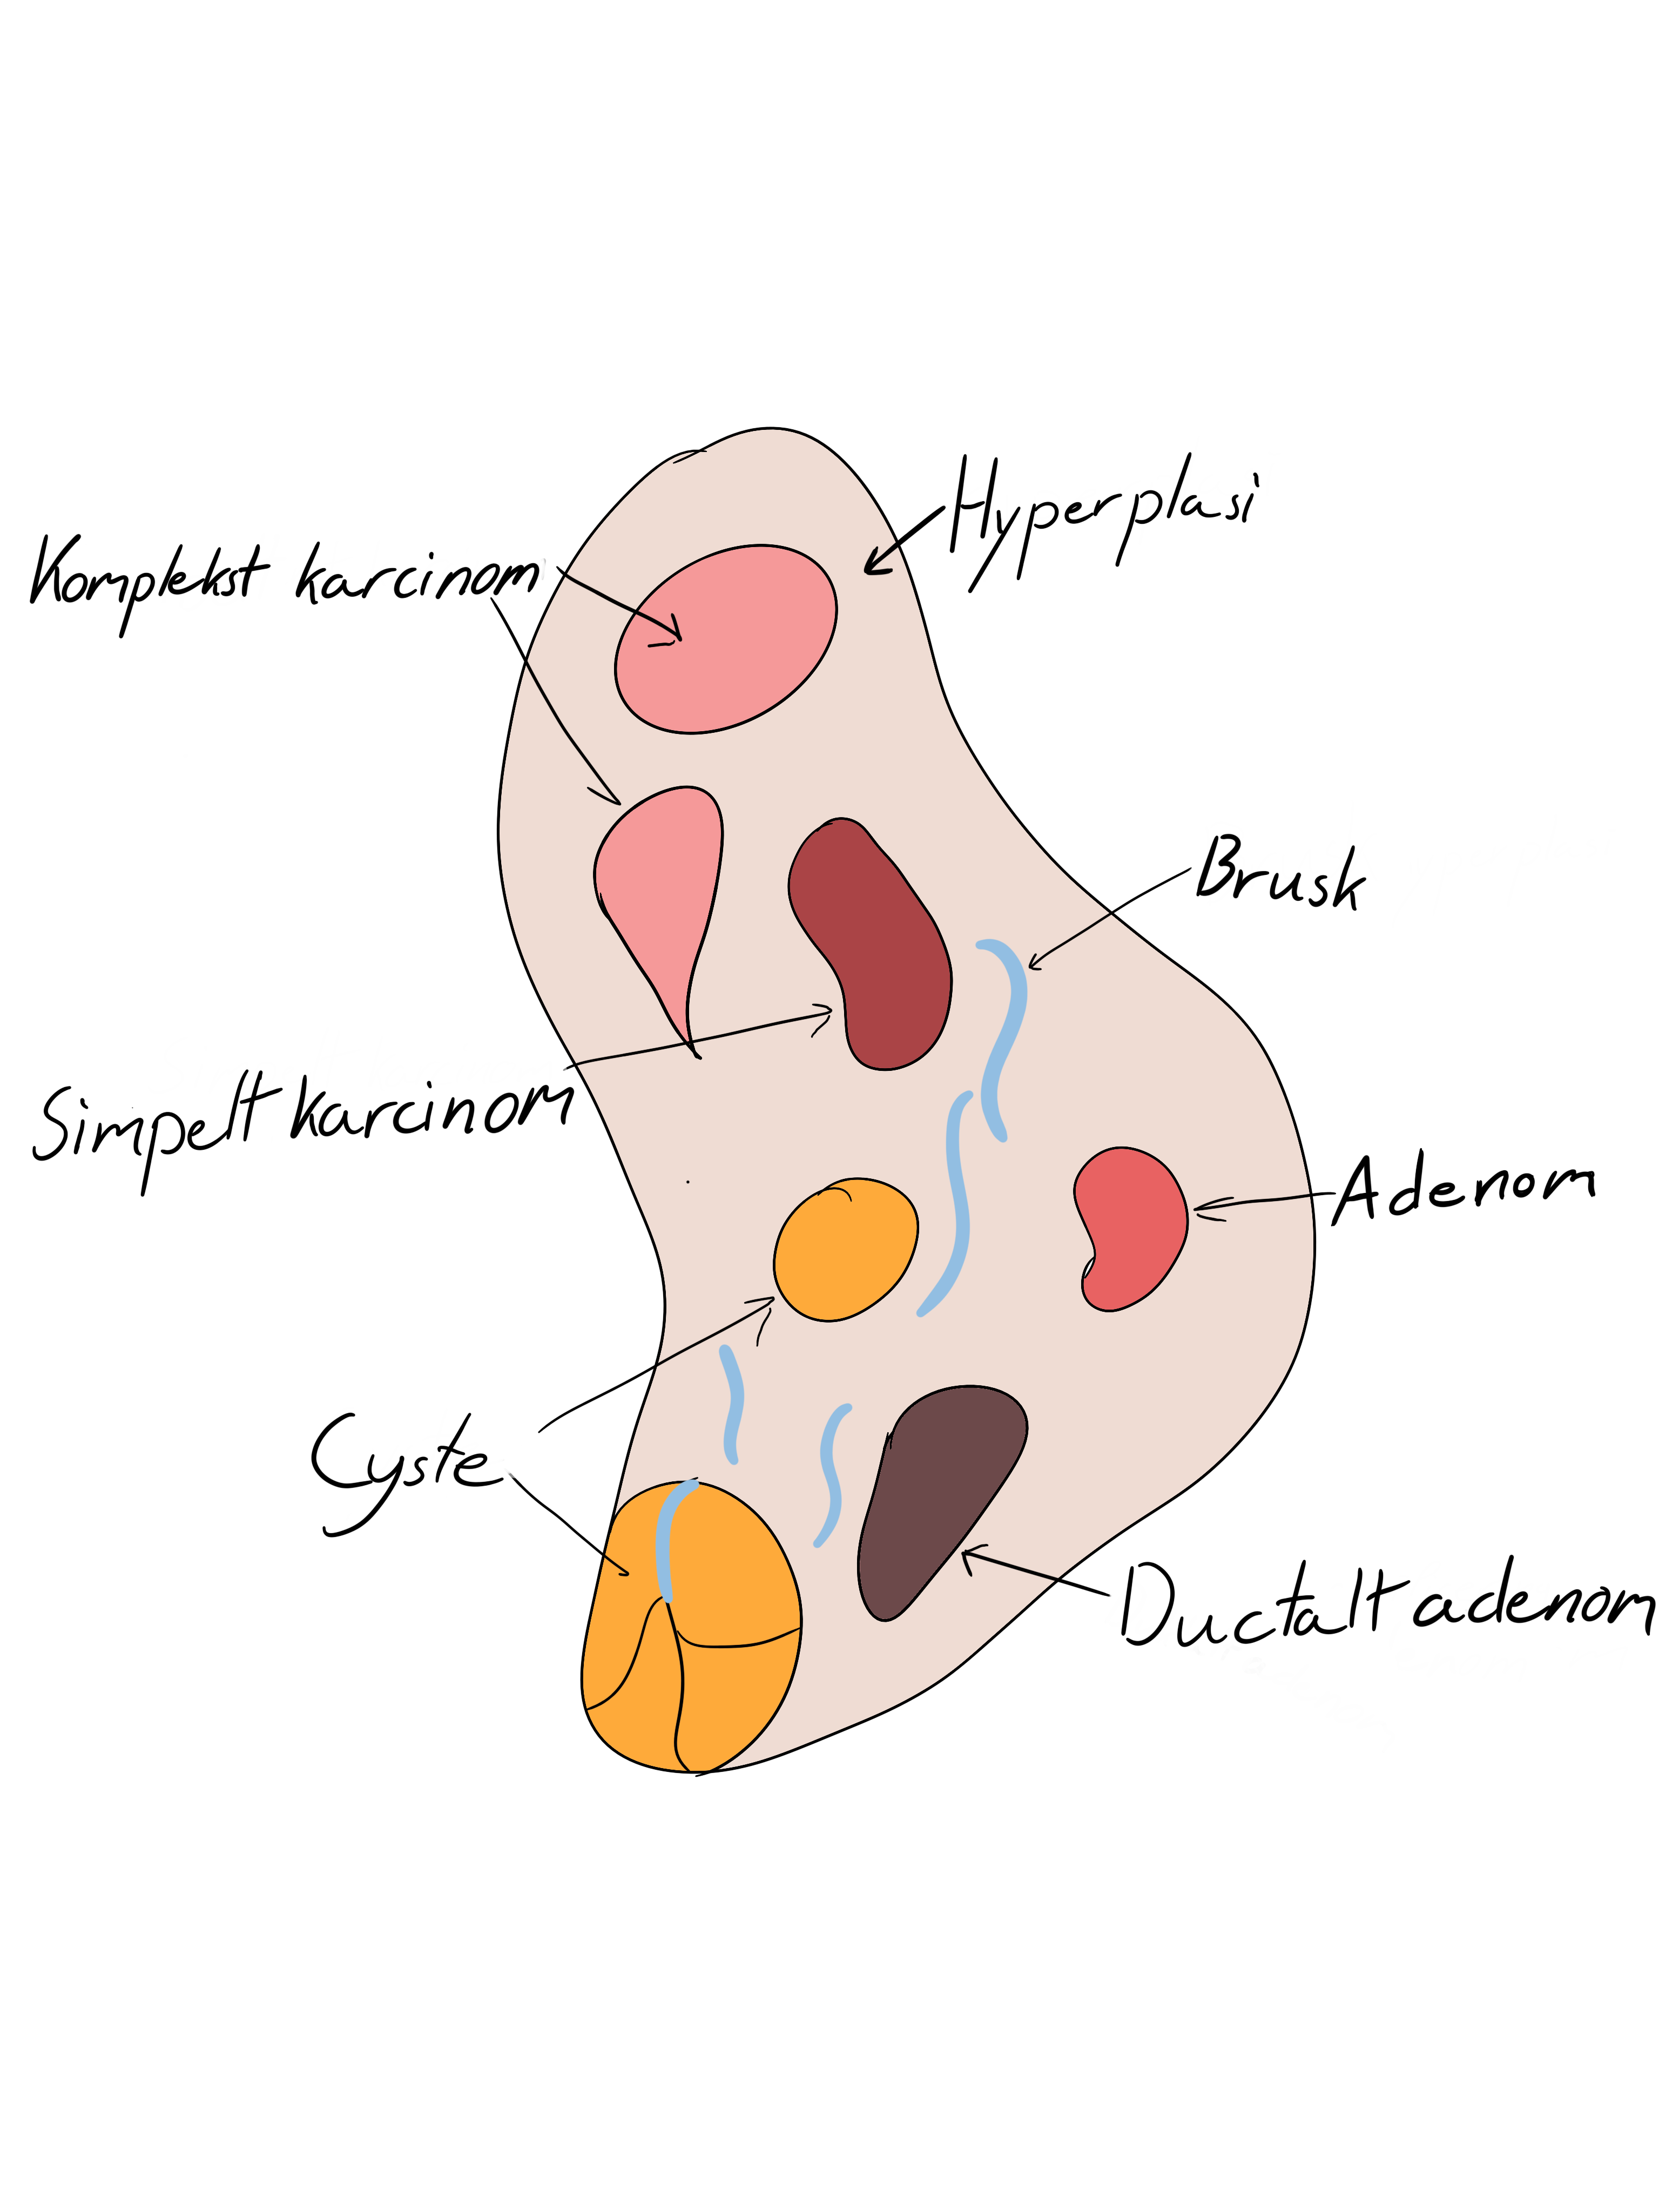 Hyperplasi
Komplekst karcinom
Brusk
Simpelt karcinom
Adenom
Cyste
Ductalt adenom